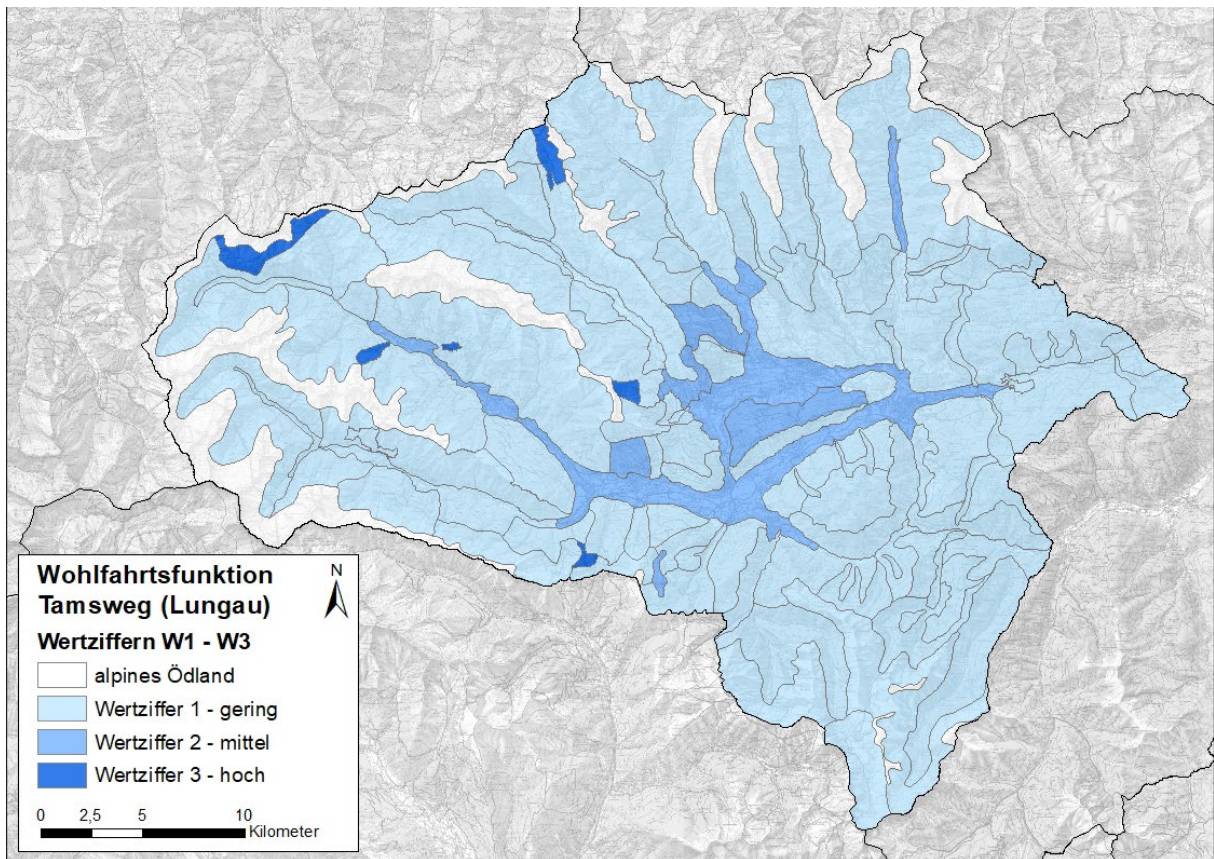 Wohlfahrtsfunktion
Tamsweg (Lungau)
N
Wertziffern W1 - W3
alpines Ödland
Wertziffer 1 - gering
Wertziffer 2 - mittel
Wertziffer 3 - hoch
0 2,5 5 10
Kilometer